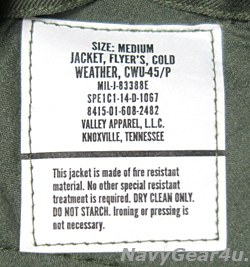 SIZE: MEDIUM
JACKET, FLYER'S, COLD
WEATHER, CWU-45/P
MIL-J-83388E
SPE1C1-14-D-1067
8415-01-608-2482
VALLEY APPAREL, L.L.C.
KNOXVILLE, TENNESSEE
This jacket is made of fire resistant
material. No other special resistant
treatment is required. DRY CLEAN ONLY.
DO NOT STARCH. Ironing or pressing is
not necessary.
NavyGear4u